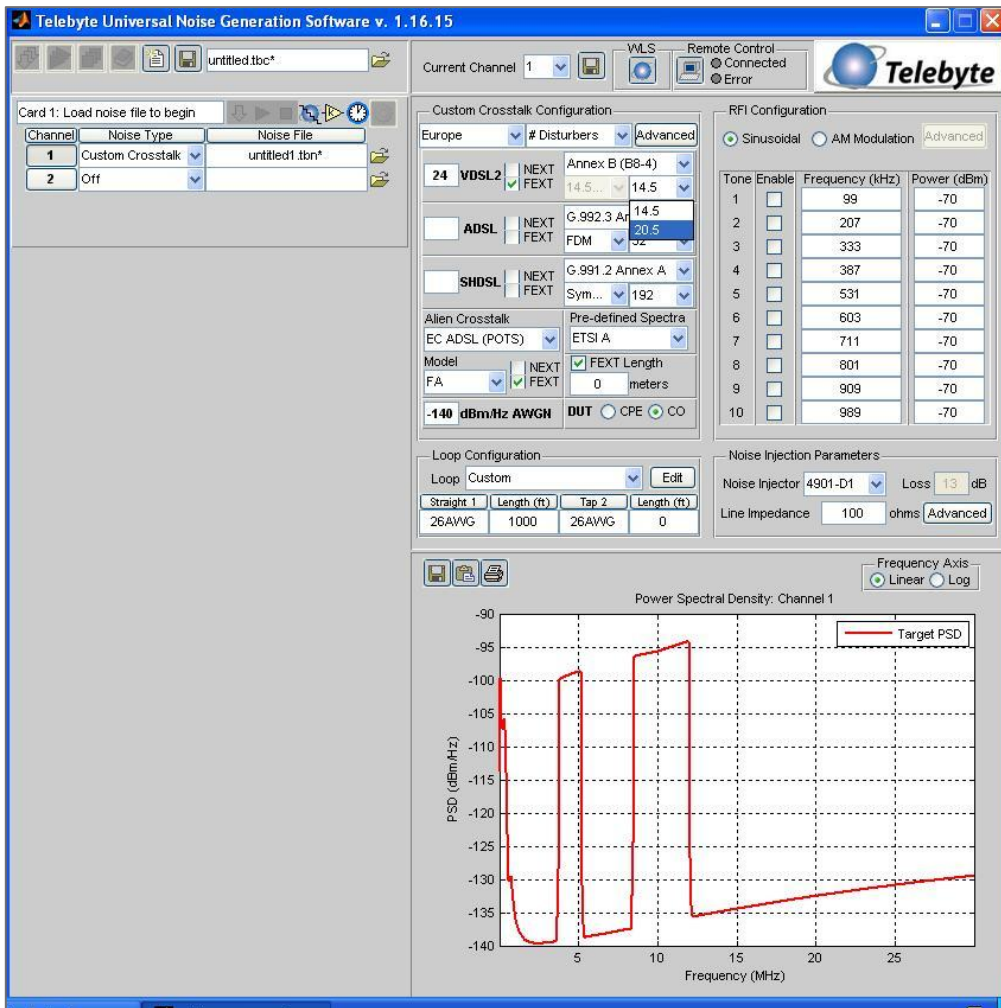 Telebyte Universal Noise Generation Software v. 1.16.15
untitled.tbc*
Current Channel 1
WLS
Remote Control
Connected
Error
Telebyte
Card 1: Load noise file to begin
Channel Noise Type Noise File
1 Custom Crosstalk untitled1.tbn*
2 Off
Custom Crosstalk Configuration
Europe # Disturbers Advanced
24 VDSL2 NEXT FEXT Annex B (B8-4)
14.5... 14.5
14.5
20.5
ADSL NEXT FEXT G.992.3 An
FDM 32
SHDSL NEXT FEXT G.991.2 Annex A
Sym... 192
Alien Crosstalk Pre-defined Spectra
EC ADSL (POTS) ETSI A
Model NEXT FEXT Length
FA FEXT 0 meters
-140 dBm/Hz AWGN DUT CPE CO
RFI Configuration
Sinusoidal AM Modulation Advanced
Tone Enable Frequency (kHz) Power (dBm)
1 99 -70
2 207 -70
3 333 -70
4 387 -70
5 531 -70
6 603 -70
7 711 -70
8 801 -70
9 909 -70
10 989 -70
Loop Configuration
Loop Custom Edit
Straight 1 Length (ft) Tap 2 Length (ft)
26AWG 1000 26AWG 0
Noise Injection Parameters
Noise Injector 4901-D1 Loss 13 dB
Line Impedance 100 ohms Advanced
Frequency Axis
Linear Log
Power Spectral Density: Channel 1
Target PSD
PSD (dBm/Hz)
-90
-95
-100
-105
-110
-115
-120
-125
-130
-135
-140
5 10 15 20 25
Frequency (MHz)